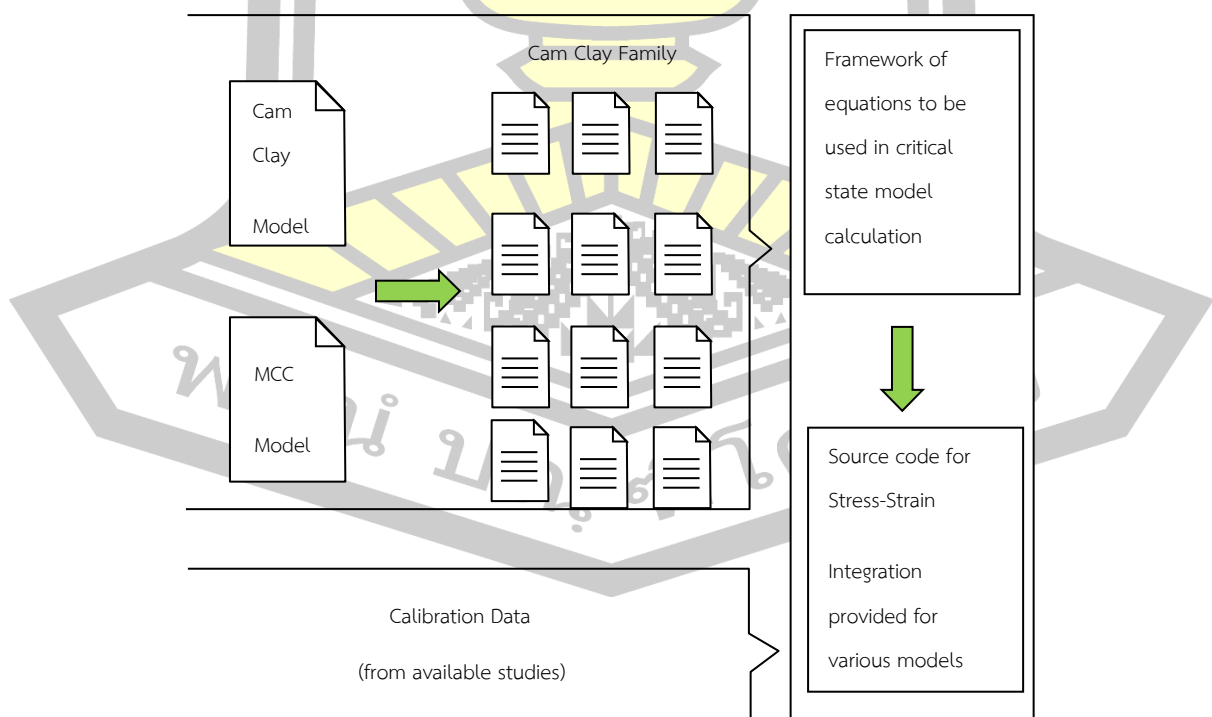 Cam Clay Family
Cam
Clay
Model
MCC
Model
Calibration Data
(from available studies)
Framework of
equations to be
used in critical
state model
calculation
Source code for
Stress-Strain
Integration
provided for
various models